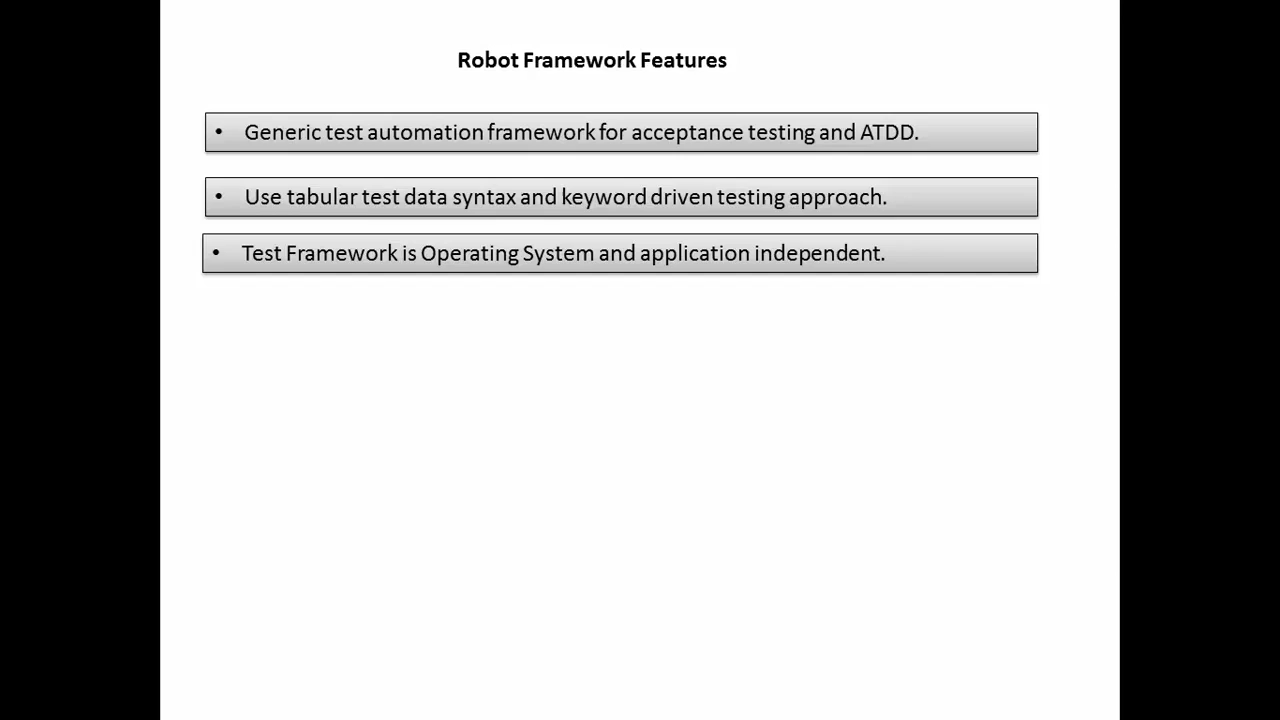 Robot Framework Features
• Generic test automation framework for acceptance testing and ATDD.
• Use tabular test data syntax and keyword driven testing approach.
• Test Framework is Operating System and application independent.